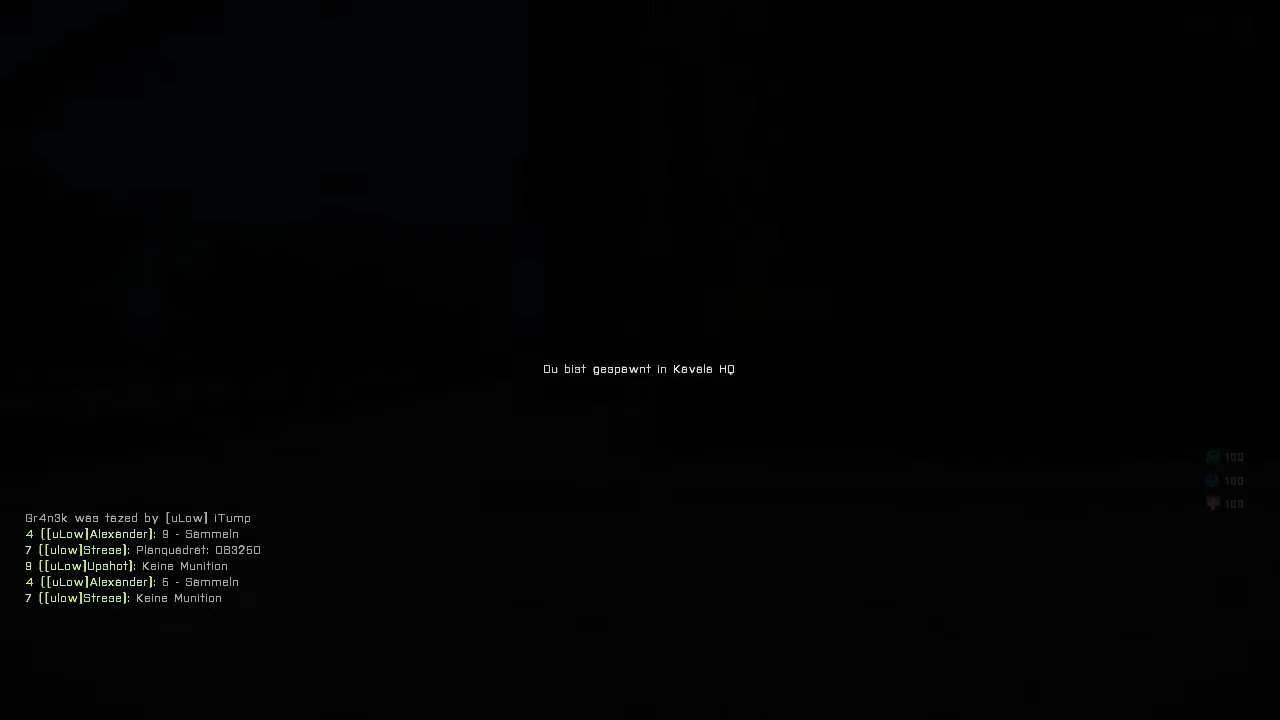 Du bist gespawnt in Kavala HQ
100
100
100
Gr4n3k was tazed by [uLow] iTump
4 ([uLow]Alexander): 9 - Sammeln
7 ([ulow]Strese): Planquadrat: 083250
9 ([uLow]Upshot): Keine Munition
4 ([uLow]Alexander): 5 - Sammeln
7 ([ulow]Strese): Keine Munition